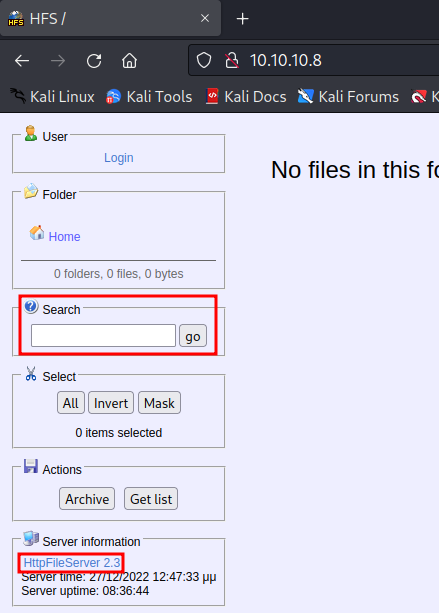 HFS /
10.10.10.8
Kali Linux
Kali Tools
Kali Docs
Kali Forums
K
User
Login
No files in this fo
Folder
Home
0 folders, 0 files, 0 bytes
Search
go
Select
All Invert Mask
0 items selected
Actions
Archive Get list
Server information
HttpFileServer 2.3
Server time: 27/12/2022 12:47:33 μμ
Server uptime: 08:36:44